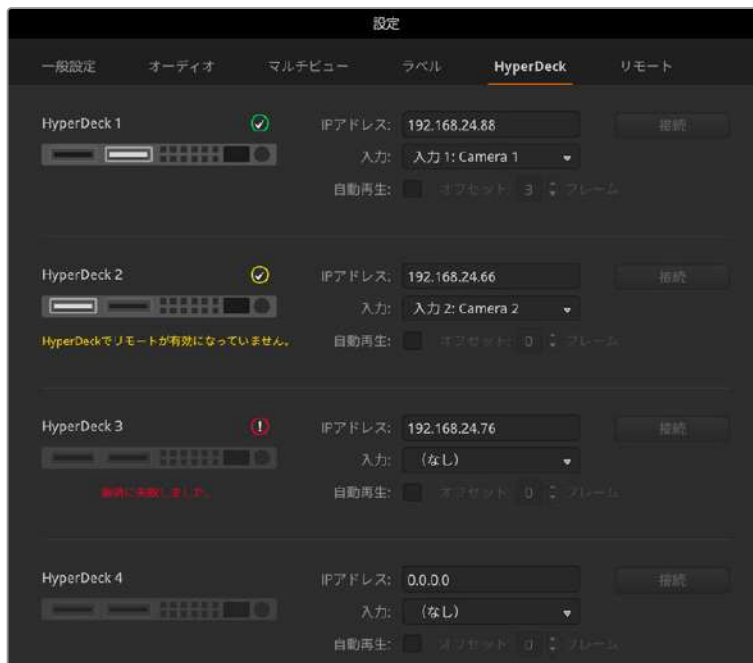 設定
一般設定 オーディオ マルチビュー ラベル HyperDeck リモート
HyperDeck 1 IPアドレス: 192.168.24.88 接続
入力: 入力 1: Camera 1
自動再生: オフセット: 3 フレーム
HyperDeck 2 IPアドレス: 192.168.24.66 接続
入力: 入力 2: Camera 2
HyperDeckでリモートが有効になっていません。 自動再生: オフセット: 0 フレーム
HyperDeck 3 IPアドレス: 192.168.24.76 接続
入力: (なし)
接続に失敗しました。 自動再生: オフセット: 0 フレーム
HyperDeck 4 IPアドレス: 0.0.0.0 接続
入力: (なし)
自動再生: オフセット: 0 フレーム